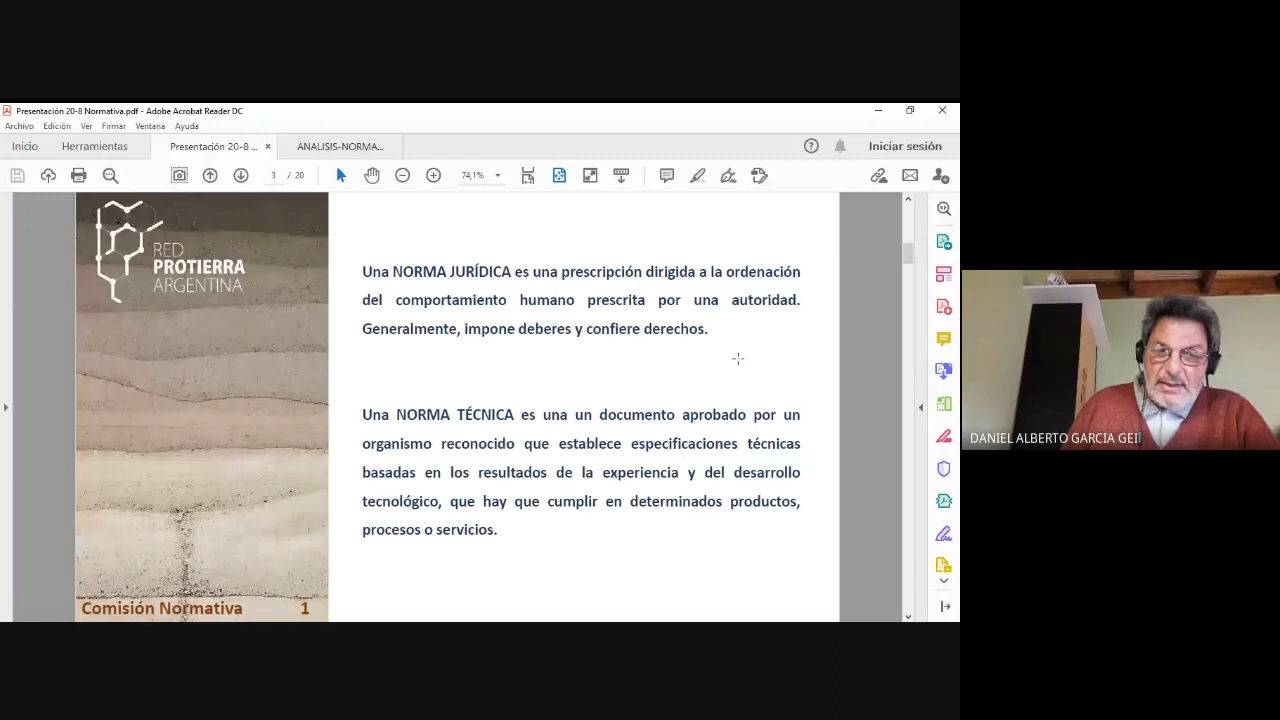 Presentación 20-8 Normativa.pdf - Adobe Acrobat Reader DC
Archivo Edición Ver Firmar Ventana Ayuda
Inicio Herramientas Presentación 20-8 ... × ANALISIS-NORMA... Iniciar sesión
3 / 20 74,1%
RED
PROTIERRA
ARGENTINA
Una NORMA JURÍDICA es una prescripción dirigida a la ordenación
del comportamiento humano prescrita por una autoridad.
Generalmente, impone deberes y confiere derechos.
Una NORMA TÉCNICA es una un documento aprobado por un
organismo reconocido que establece especificaciones técnicas
basadas en los resultados de la experiencia y del desarrollo
tecnológico, que hay que cumplir en determinados productos,
procesos o servicios.
Comisión Normativa 1
DANIEL ALBERTO GARCIA GEI